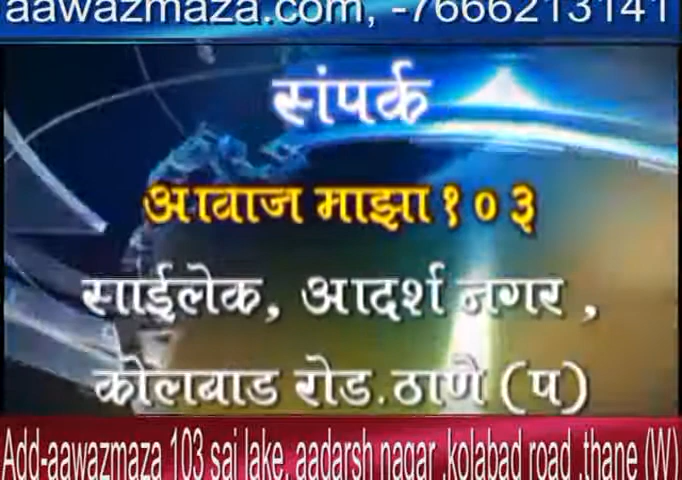 aawazmaza.com, -7666213141
संपर्क
आवाज माझा १०३
साईलेक, आदर्श नगर ,
कोलबाड रोड.ठाणे (प)
Add-aawazmaza 103 sai lake, aadarsh nagar ,kolabad road ,thane (W)